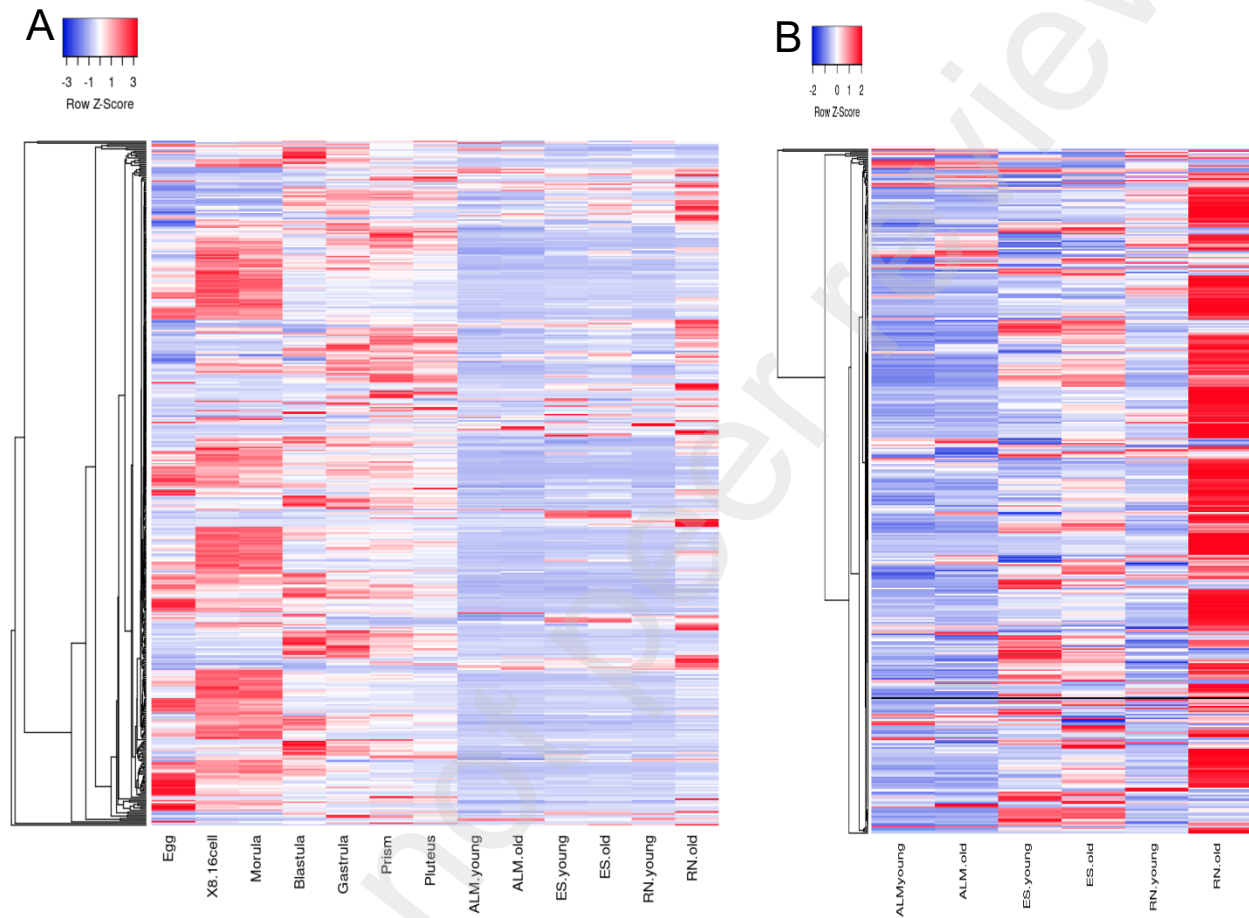 A
-3 -1 1 3
Row Z-Score
B
-2 0 1 2
Row Z-Score
Egg
X8.16cell
Morula
Blastula
Gastrula
Prism
Pluteus
ALM.young
ALM.old
ES.young
ES.old
RN.young
RN.old
ALMyoung
ALM.old
ES.young
ES.old
RN.young
RN.old
not peer review